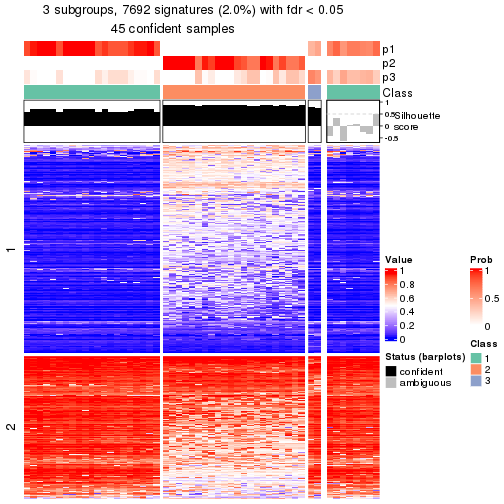 3 subgroups, 7692 signatures (2.0%) with fdr < 0.05
45 confident samples
p1
p2
p3
Class
1
0.5
0
-0.5
Silhouette
score
1
2
Value
1
0.8
0.6
0.4
0.2
0
Prob
1
0.5
0
Status (barplots)
confident
ambiguous
Class
1
2
3